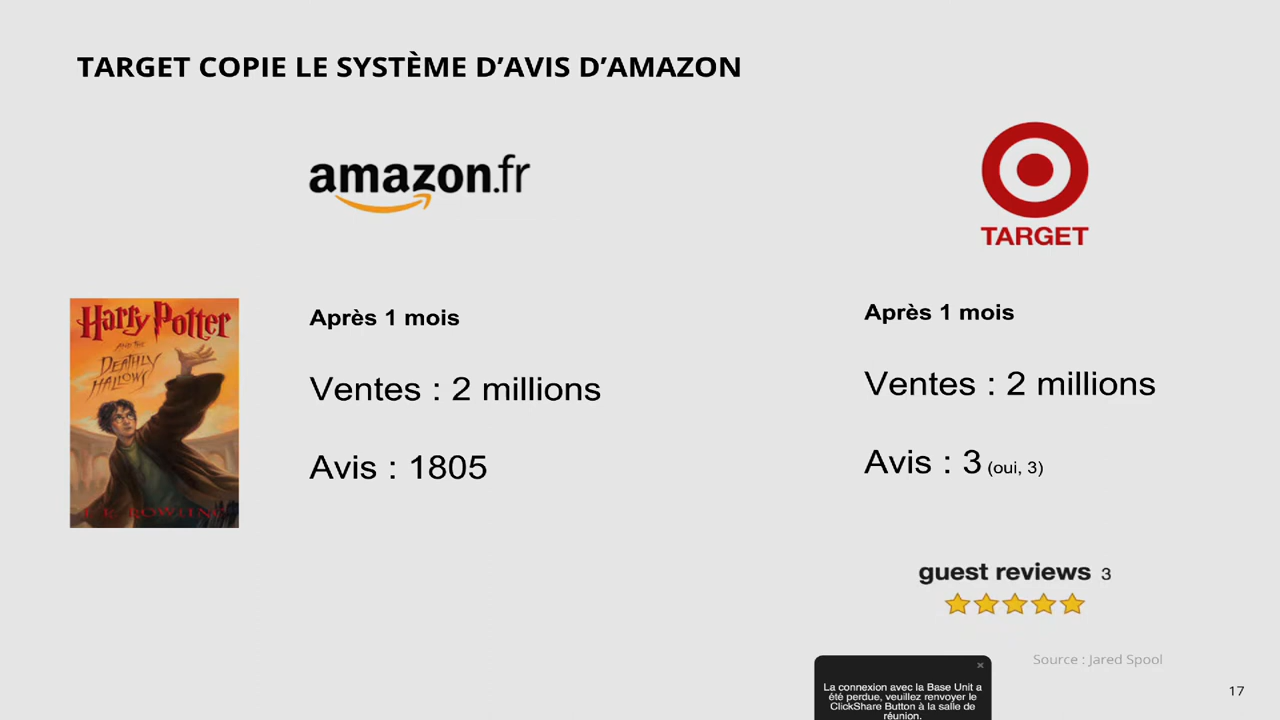 TARGET COPIE LE SYSTÈME D'AVIS D'AMAZON
amazon.fr
TARGET
Harry Potter
AND THE
DEATHLY
HALLOWS
J.K. ROWLING
Après 1 mois
Ventes : 2 millions
Avis : 1805
Après 1 mois
Ventes : 2 millions
Avis : 3 (oui, 3)
guest reviews 3
Source : Jared Spool
La connexion avec la Base Unit a
été perdue, veuillez renvoyer le
ClickShare Button à la salle de
réunion.
17